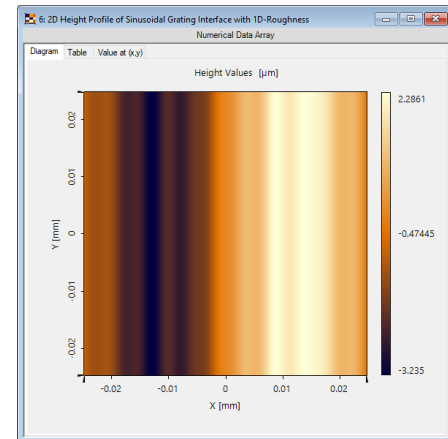 6: 2D Height Profile of Sinusoidal Grating Interface with 1D-Roughness
Numerical Data Array
Diagram Table Value at (x,y)
Height Values [µm]
2.2861
-0.47445
-3.235
0.02
0.01
0
-0.01
-0.02
Y [mm]
-0.02 -0.01 0 0.01 0.02
X [mm]